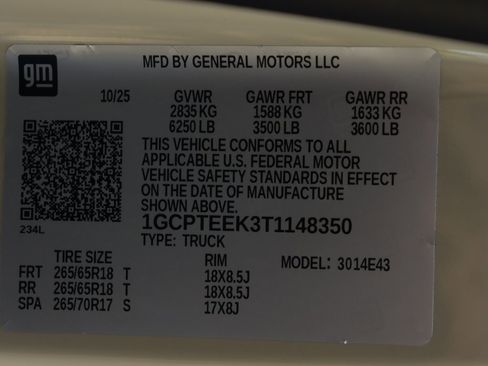 gm
MFD BY GENERAL MOTORS LLC
10/25 GVWR GAWR FRT GAWR RR
2835 KG 1588 KG 1633 KG
6250 LB 3500 LB 3600 LB
THIS VEHICLE CONFORMS TO ALL
APPLICABLE U.S. FEDERAL MOTOR
VEHICLE SAFETY STANDARDS IN EFFECT
ON THE DATE OF MANUFACTURE
SHOWN ABOVE.
234L
1GCPTEEK3T1148350
TYPE: TRUCK
TIRE SIZE RIM MODEL: 3014E43
FRT 265/65R18 T 18X8.5J
RR 265/65R18 T 18X8.5J
SPA 265/70R17 S 17X8J